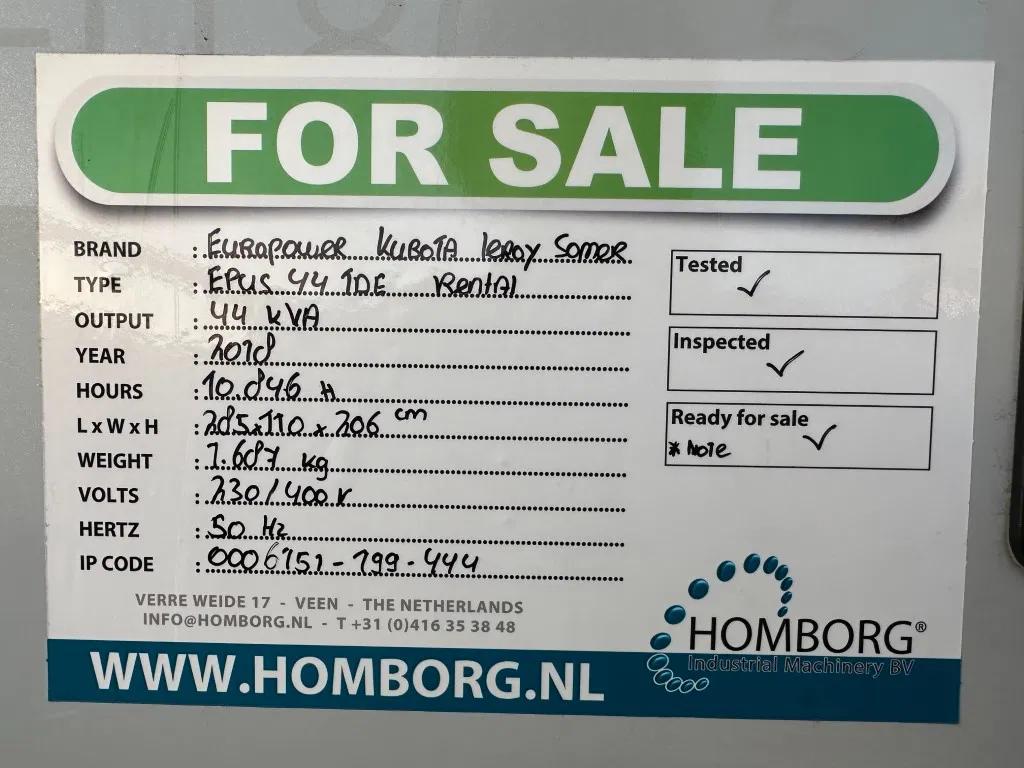 FOR SALE
BRAND : Europower Kubota Leroy Somer
TYPE : EPUS 44 TDE Rental
OUTPUT : 44 kVA
YEAR : 2018
HOURS : 10.846 H
L x W x H : 285x110x206 cm
WEIGHT : 1.687 kg
VOLTS : 230/400v
HERTZ : 50 Hz
IP CODE : 0006151-199-444
Tested ✓
Inspected ✓
Ready for sale ✓
* Note
VERRE WEIDE 17 - VEEN - THE NETHERLANDS
INFO@HOMBORG.NL - T +31 (0)416 35 38 48
WWW.HOMBORG.NL
HOMBORG®
Industrial Machinery BV